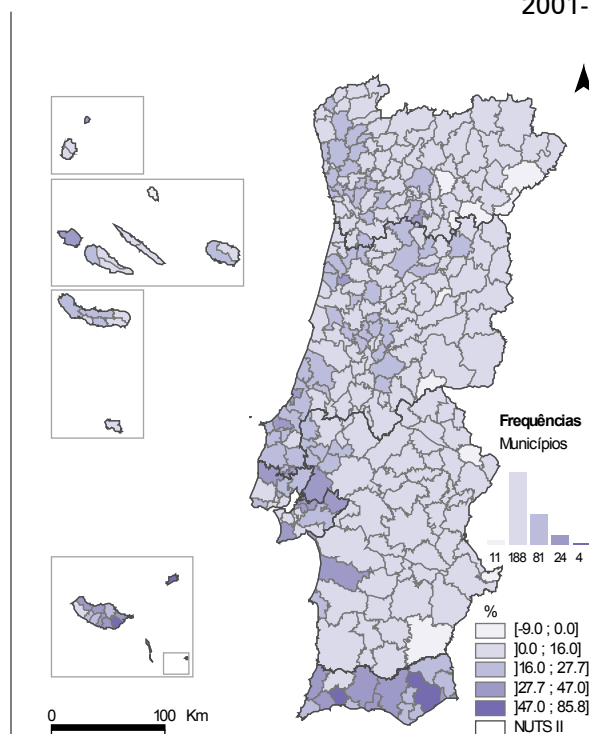 2001-
Frequências
Municípios
11 188 81 24 4
%
[-9.0 ; 0.0]
]0.0 ; 16.0]
]16.0 ; 27.7]
]27.7 ; 47.0]
]47.0 ; 85.8]
NUTS II
0 100 Km